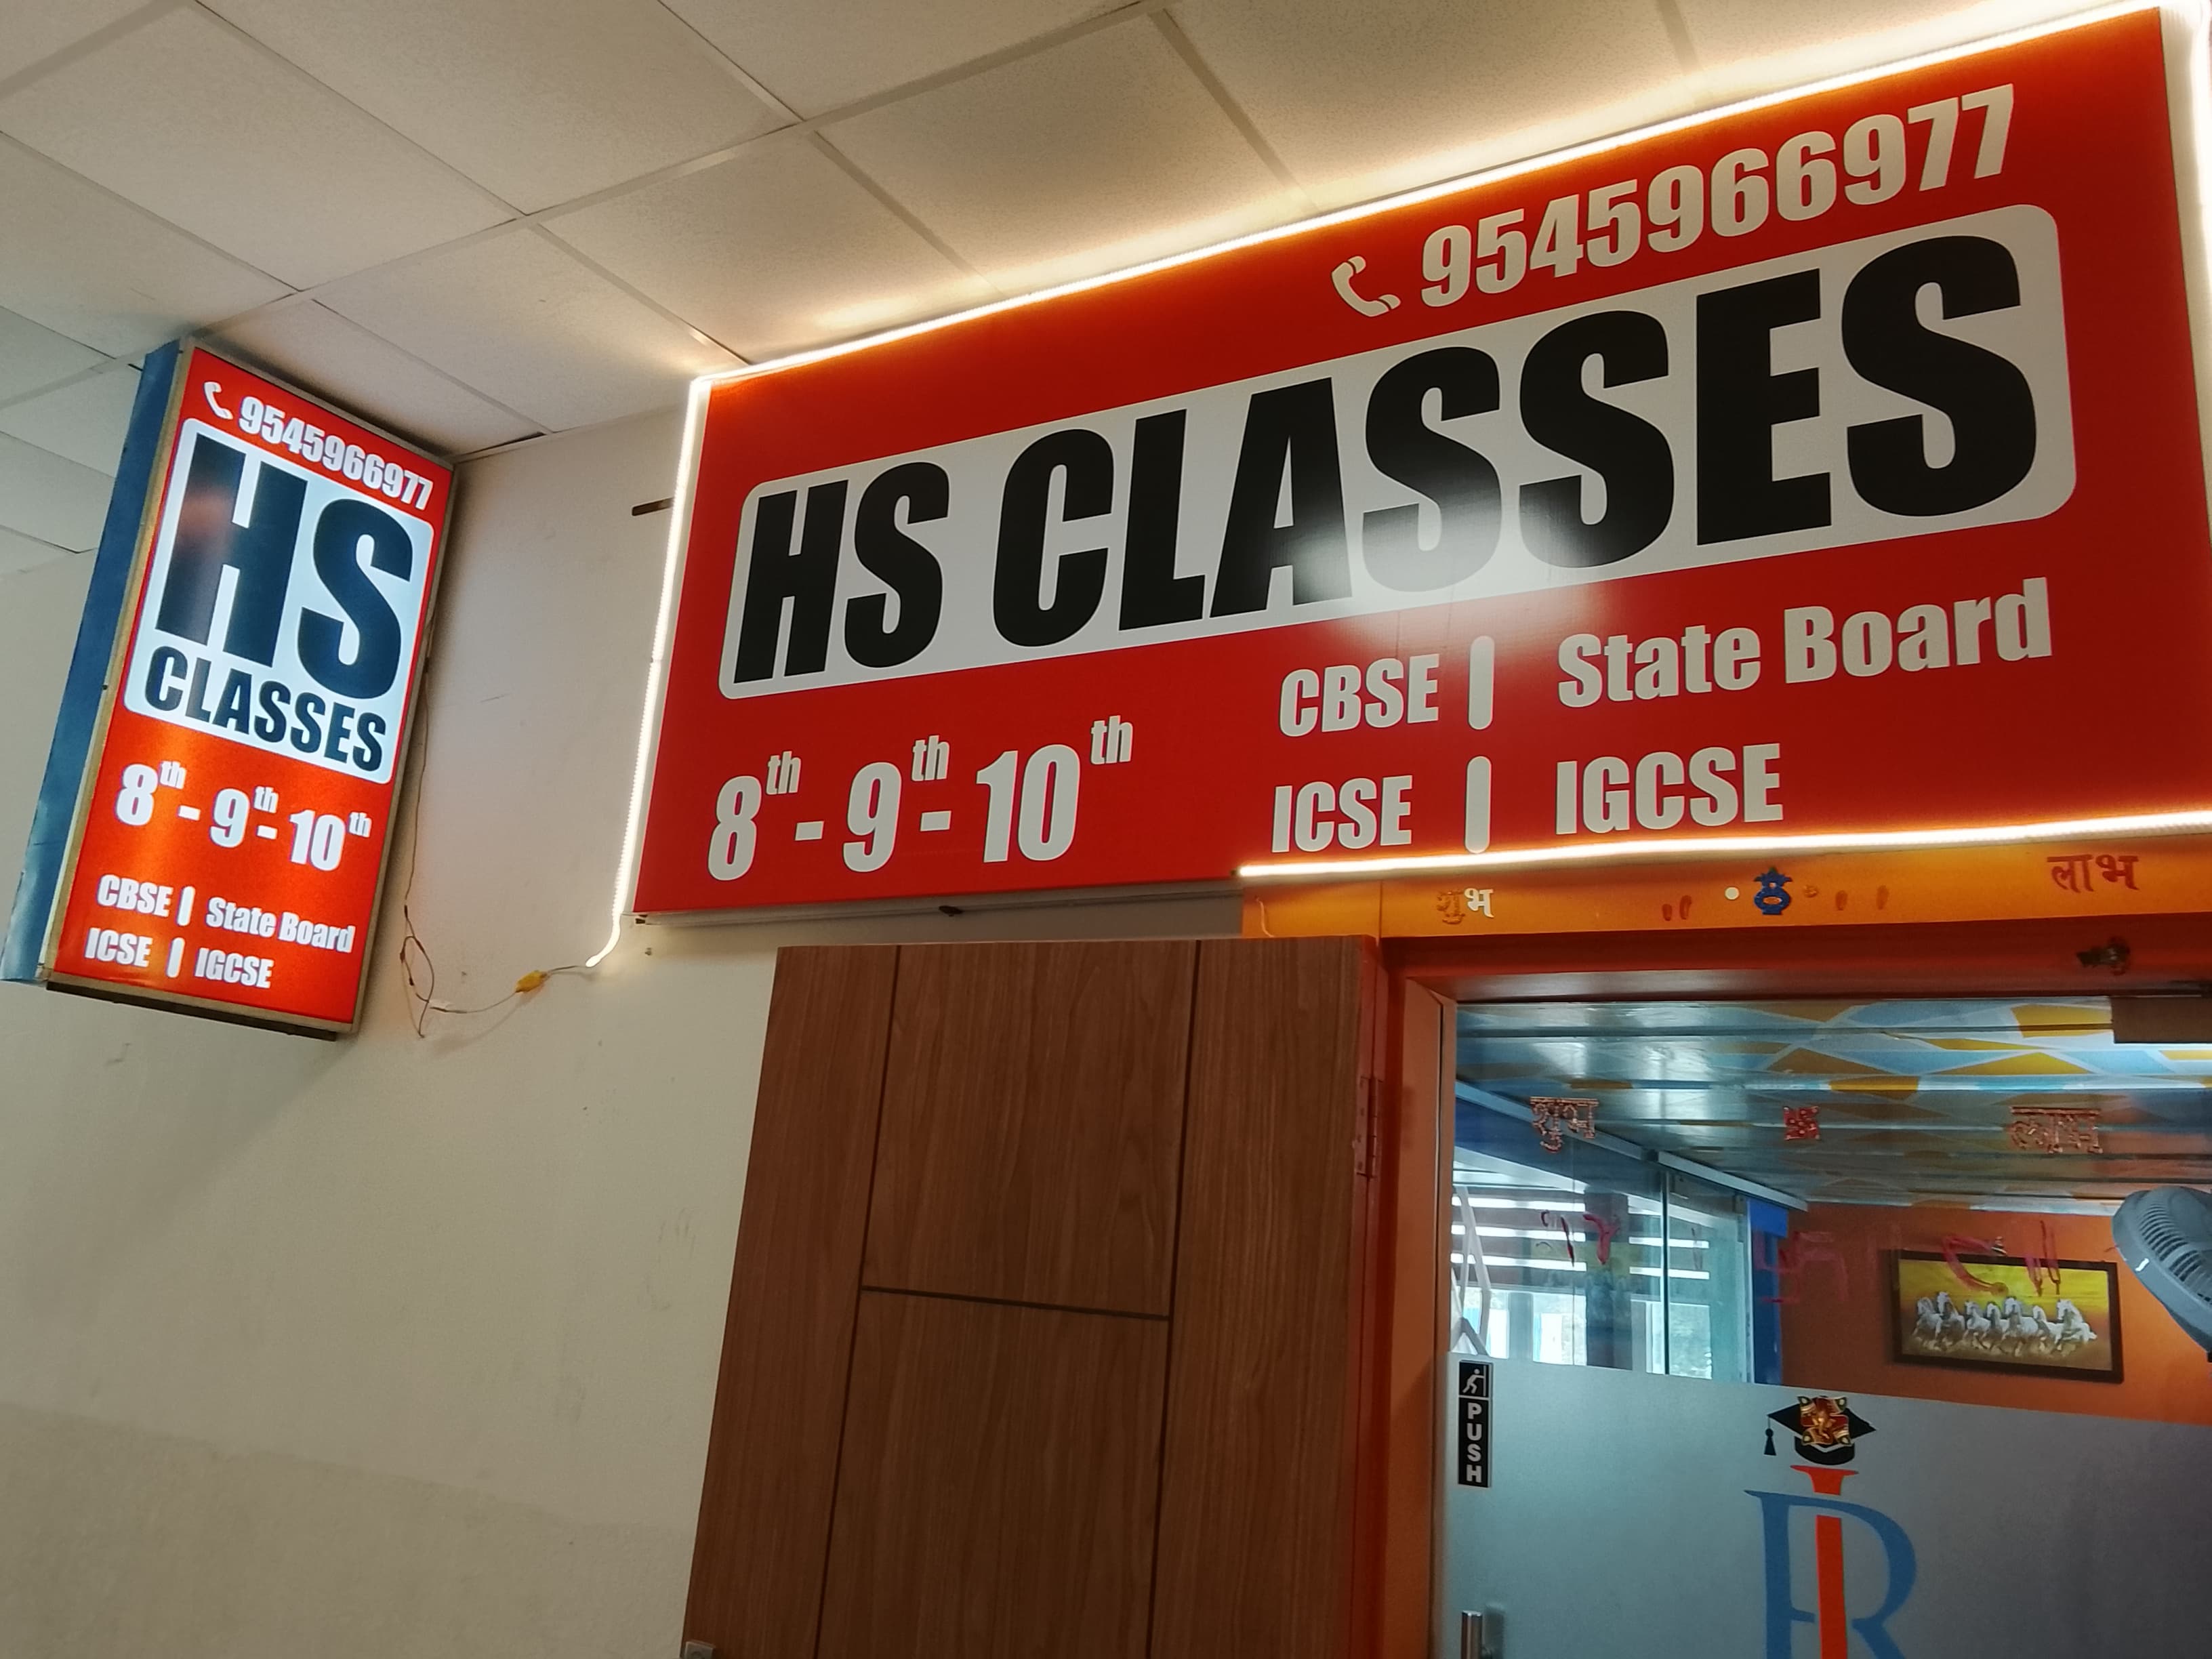 9545966977
HS
CLASSES
8th - 9th - 10th
CBSE | State Board
ICSE | IGCSE
9545966977
HS CLASSES
8th - 9th - 10th
CBSE | State Board
ICSE | IGCSE
शुभ लाभ
शुभ लाभ
PUSH